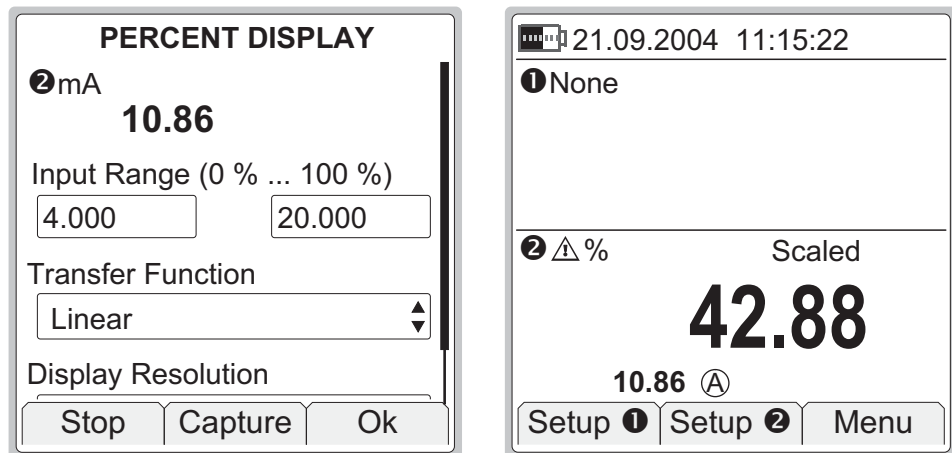 PERCENT DISPLAY
❷mA
10.86
Input Range (0 % ... 100 %)
4.000 20.000
Transfer Function
Linear
Display Resolution
Stop Capture Ok
21.09.2004 11:15:22
❶None
❷⚠% Scaled
42.88
10.86 Ⓐ
Setup ❶ Setup ❷ Menu